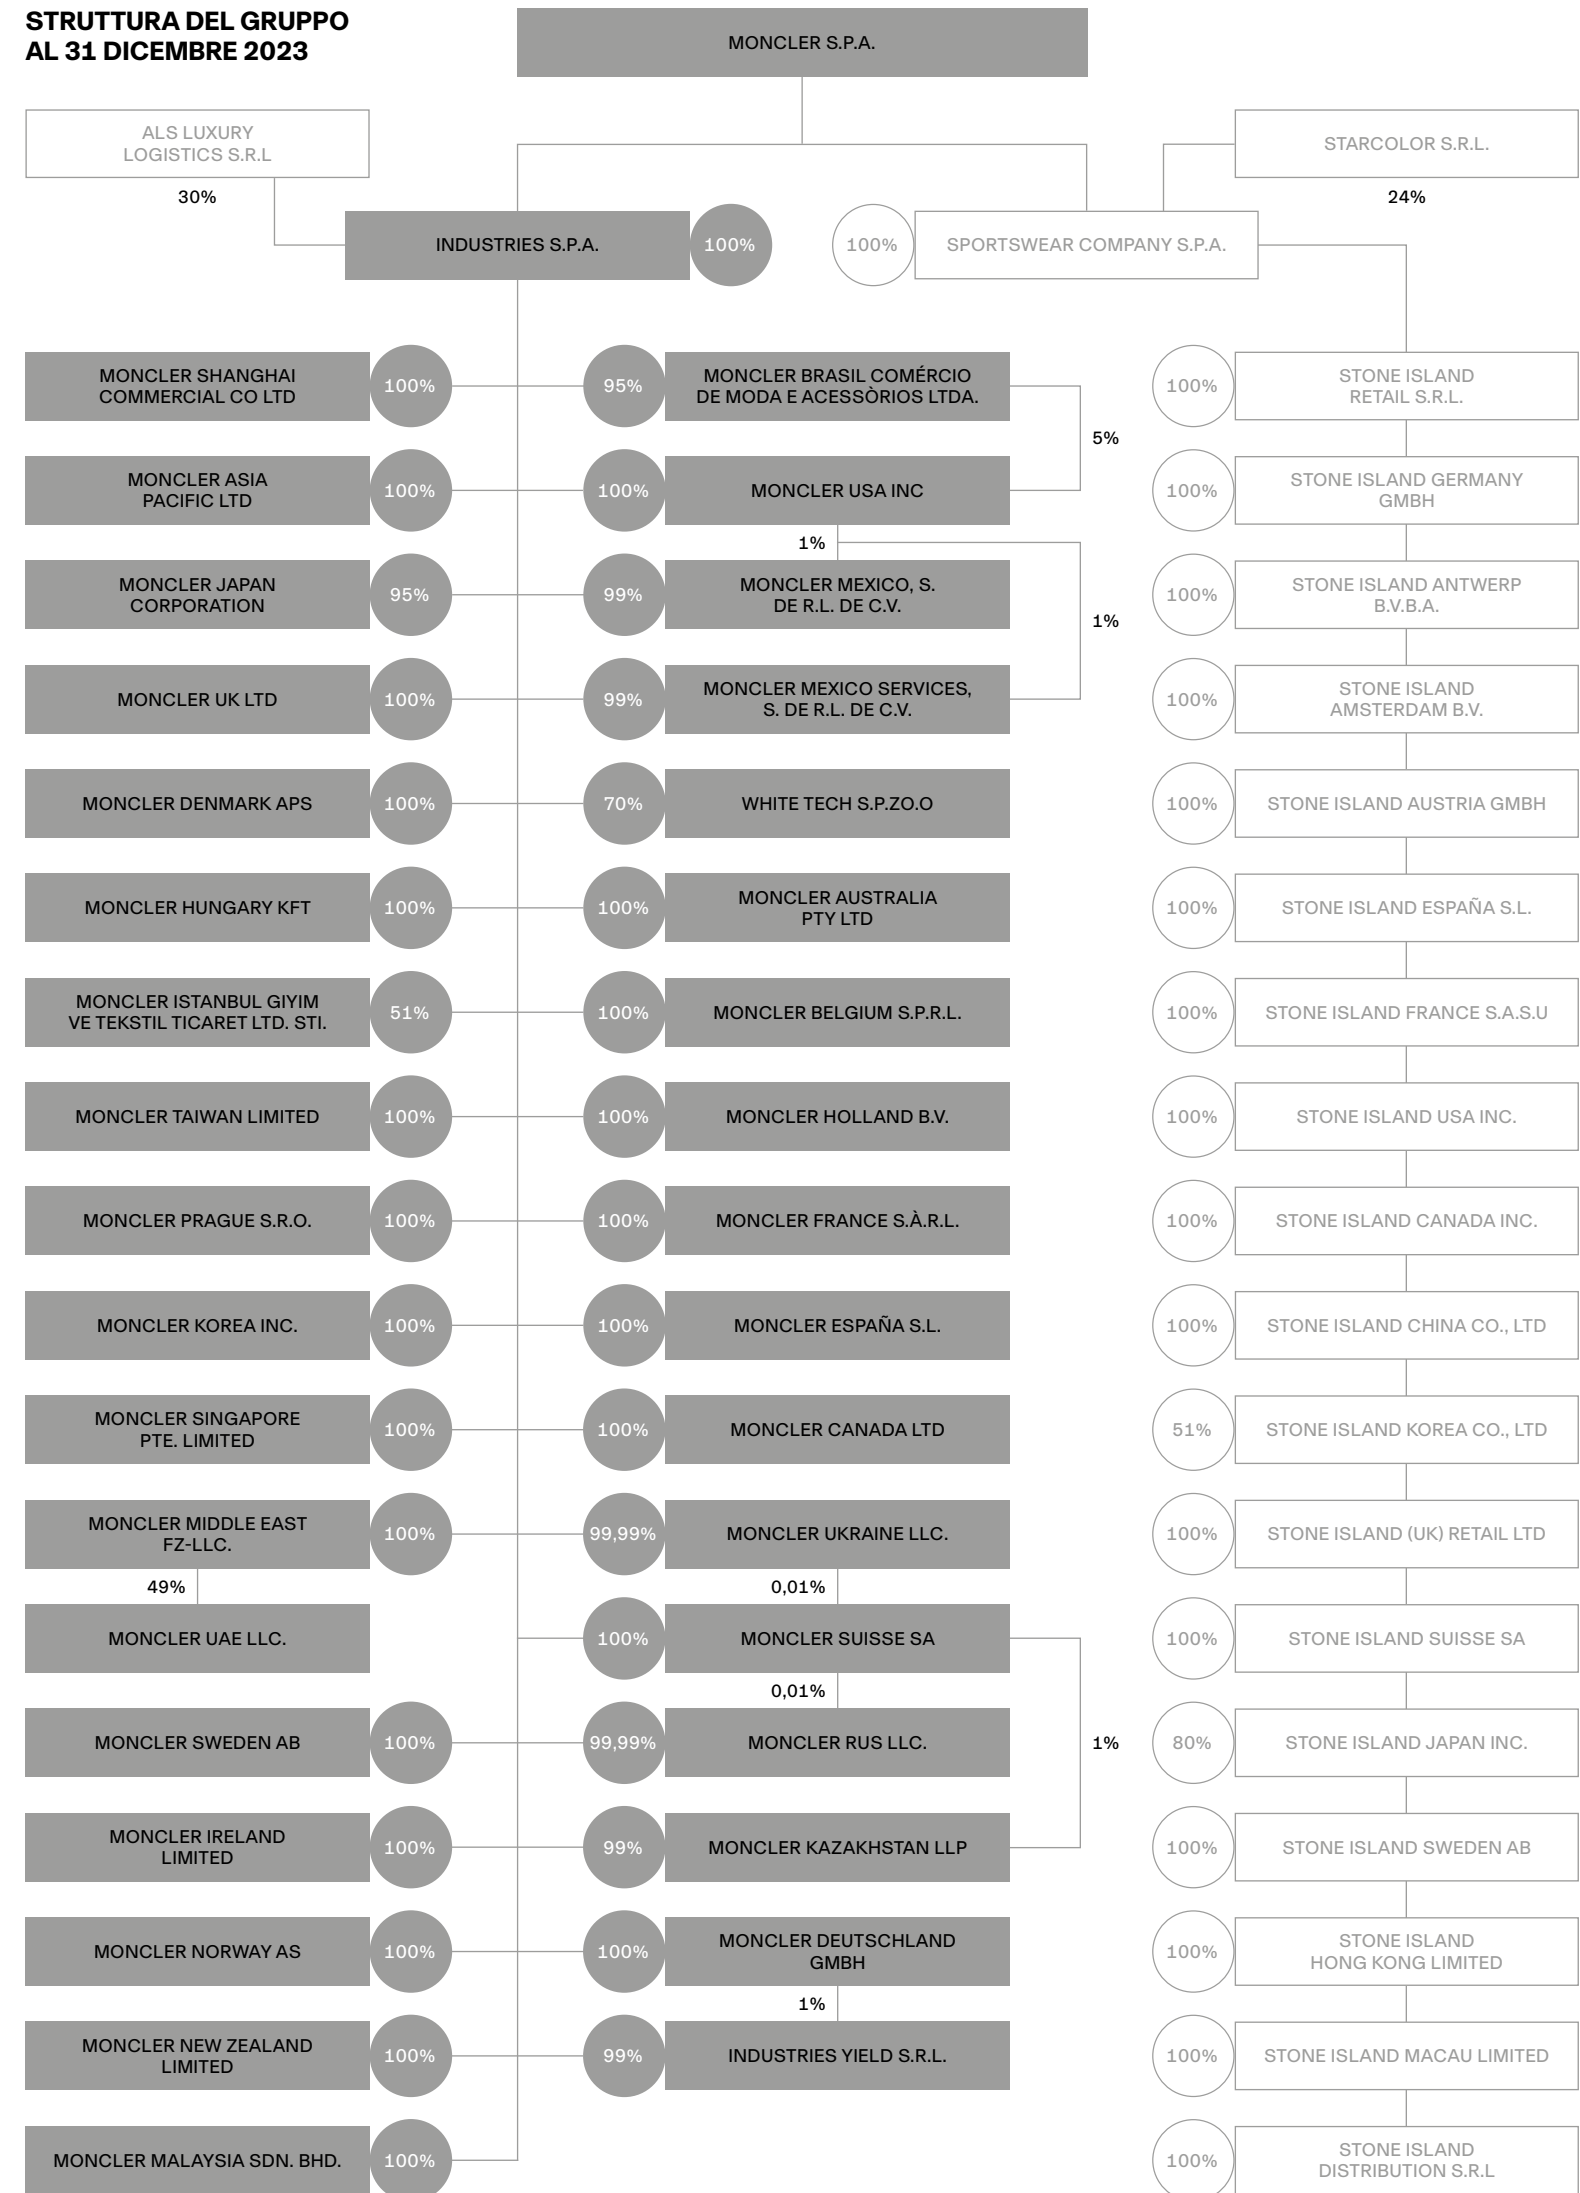 STRUTTURA DEL GRUPPO
AL 31 DICEMBRE 2023
MONCLER S.P.A.
ALS LUXURY
LOGISTICS S.R.L
30%
STARCOLOR S.R.L.
24%
INDUSTRIES S.P.A.
100%
100%
SPORTSWEAR COMPANY S.P.A.
MONCLER SHANGHAI
COMMERCIAL CO LTD
100%
95%
MONCLER BRASIL COMÉRCIO
DE MODA E ACESSÒRIOS LTDA.
5%
100%
STONE ISLAND
RETAIL S.R.L.
MONCLER ASIA
PACIFIC LTD
100%
100%
MONCLER USA INC
1%
100%
STONE ISLAND GERMANY
GMBH
MONCLER JAPAN
CORPORATION
95%
99%
MONCLER MEXICO, S.
DE R.L. DE C.V.
1%
100%
STONE ISLAND ANTWERP
B.V.B.A.
MONCLER UK LTD
100%
99%
MONCLER MEXICO SERVICES,
S. DE R.L. DE C.V.
100%
STONE ISLAND
AMSTERDAM B.V.
MONCLER DENMARK APS
100%
70%
WHITE TECH S.P.ZO.O
100%
STONE ISLAND AUSTRIA GMBH
MONCLER HUNGARY KFT
100%
100%
MONCLER AUSTRALIA
PTY LTD
100%
STONE ISLAND ESPAÑA S.L.
MONCLER ISTANBUL GIYIM
VE TEKSTIL TICARET LTD. STI.
51%
100%
MONCLER BELGIUM S.P.R.L.
100%
STONE ISLAND FRANCE S.A.S.U
MONCLER TAIWAN LIMITED
100%
100%
MONCLER HOLLAND B.V.
100%
STONE ISLAND USA INC.
MONCLER PRAGUE S.R.O.
100%
100%
MONCLER FRANCE S.À.R.L.
100%
STONE ISLAND CANADA INC.
MONCLER KOREA INC.
100%
100%
MONCLER ESPAÑA S.L.
100%
STONE ISLAND CHINA CO., LTD
MONCLER SINGAPORE
PTE. LIMITED
100%
100%
MONCLER CANADA LTD
51%
STONE ISLAND KOREA CO., LTD
MONCLER MIDDLE EAST
FZ-LLC.
100%
49%
99,99%
MONCLER UKRAINE LLC.
0,01%
100%
STONE ISLAND (UK) RETAIL LTD
MONCLER UAE LLC.
100%
MONCLER SUISSE SA
0,01%
100%
STONE ISLAND SUISSE SA
MONCLER SWEDEN AB
100%
99,99%
MONCLER RUS LLC.
1%
80%
STONE ISLAND JAPAN INC.
MONCLER IRELAND
LIMITED
100%
99%
MONCLER KAZAKHSTAN LLP
100%
STONE ISLAND SWEDEN AB
MONCLER NORWAY AS
100%
100%
MONCLER DEUTSCHLAND
GMBH
1%
100%
STONE ISLAND
HONG KONG LIMITED
MONCLER NEW ZEALAND
LIMITED
100%
99%
INDUSTRIES YIELD S.R.L.
100%
STONE ISLAND MACAU LIMITED
MONCLER MALAYSIA SDN. BHD.
100%
100%
STONE ISLAND
DISTRIBUTION S.R.L